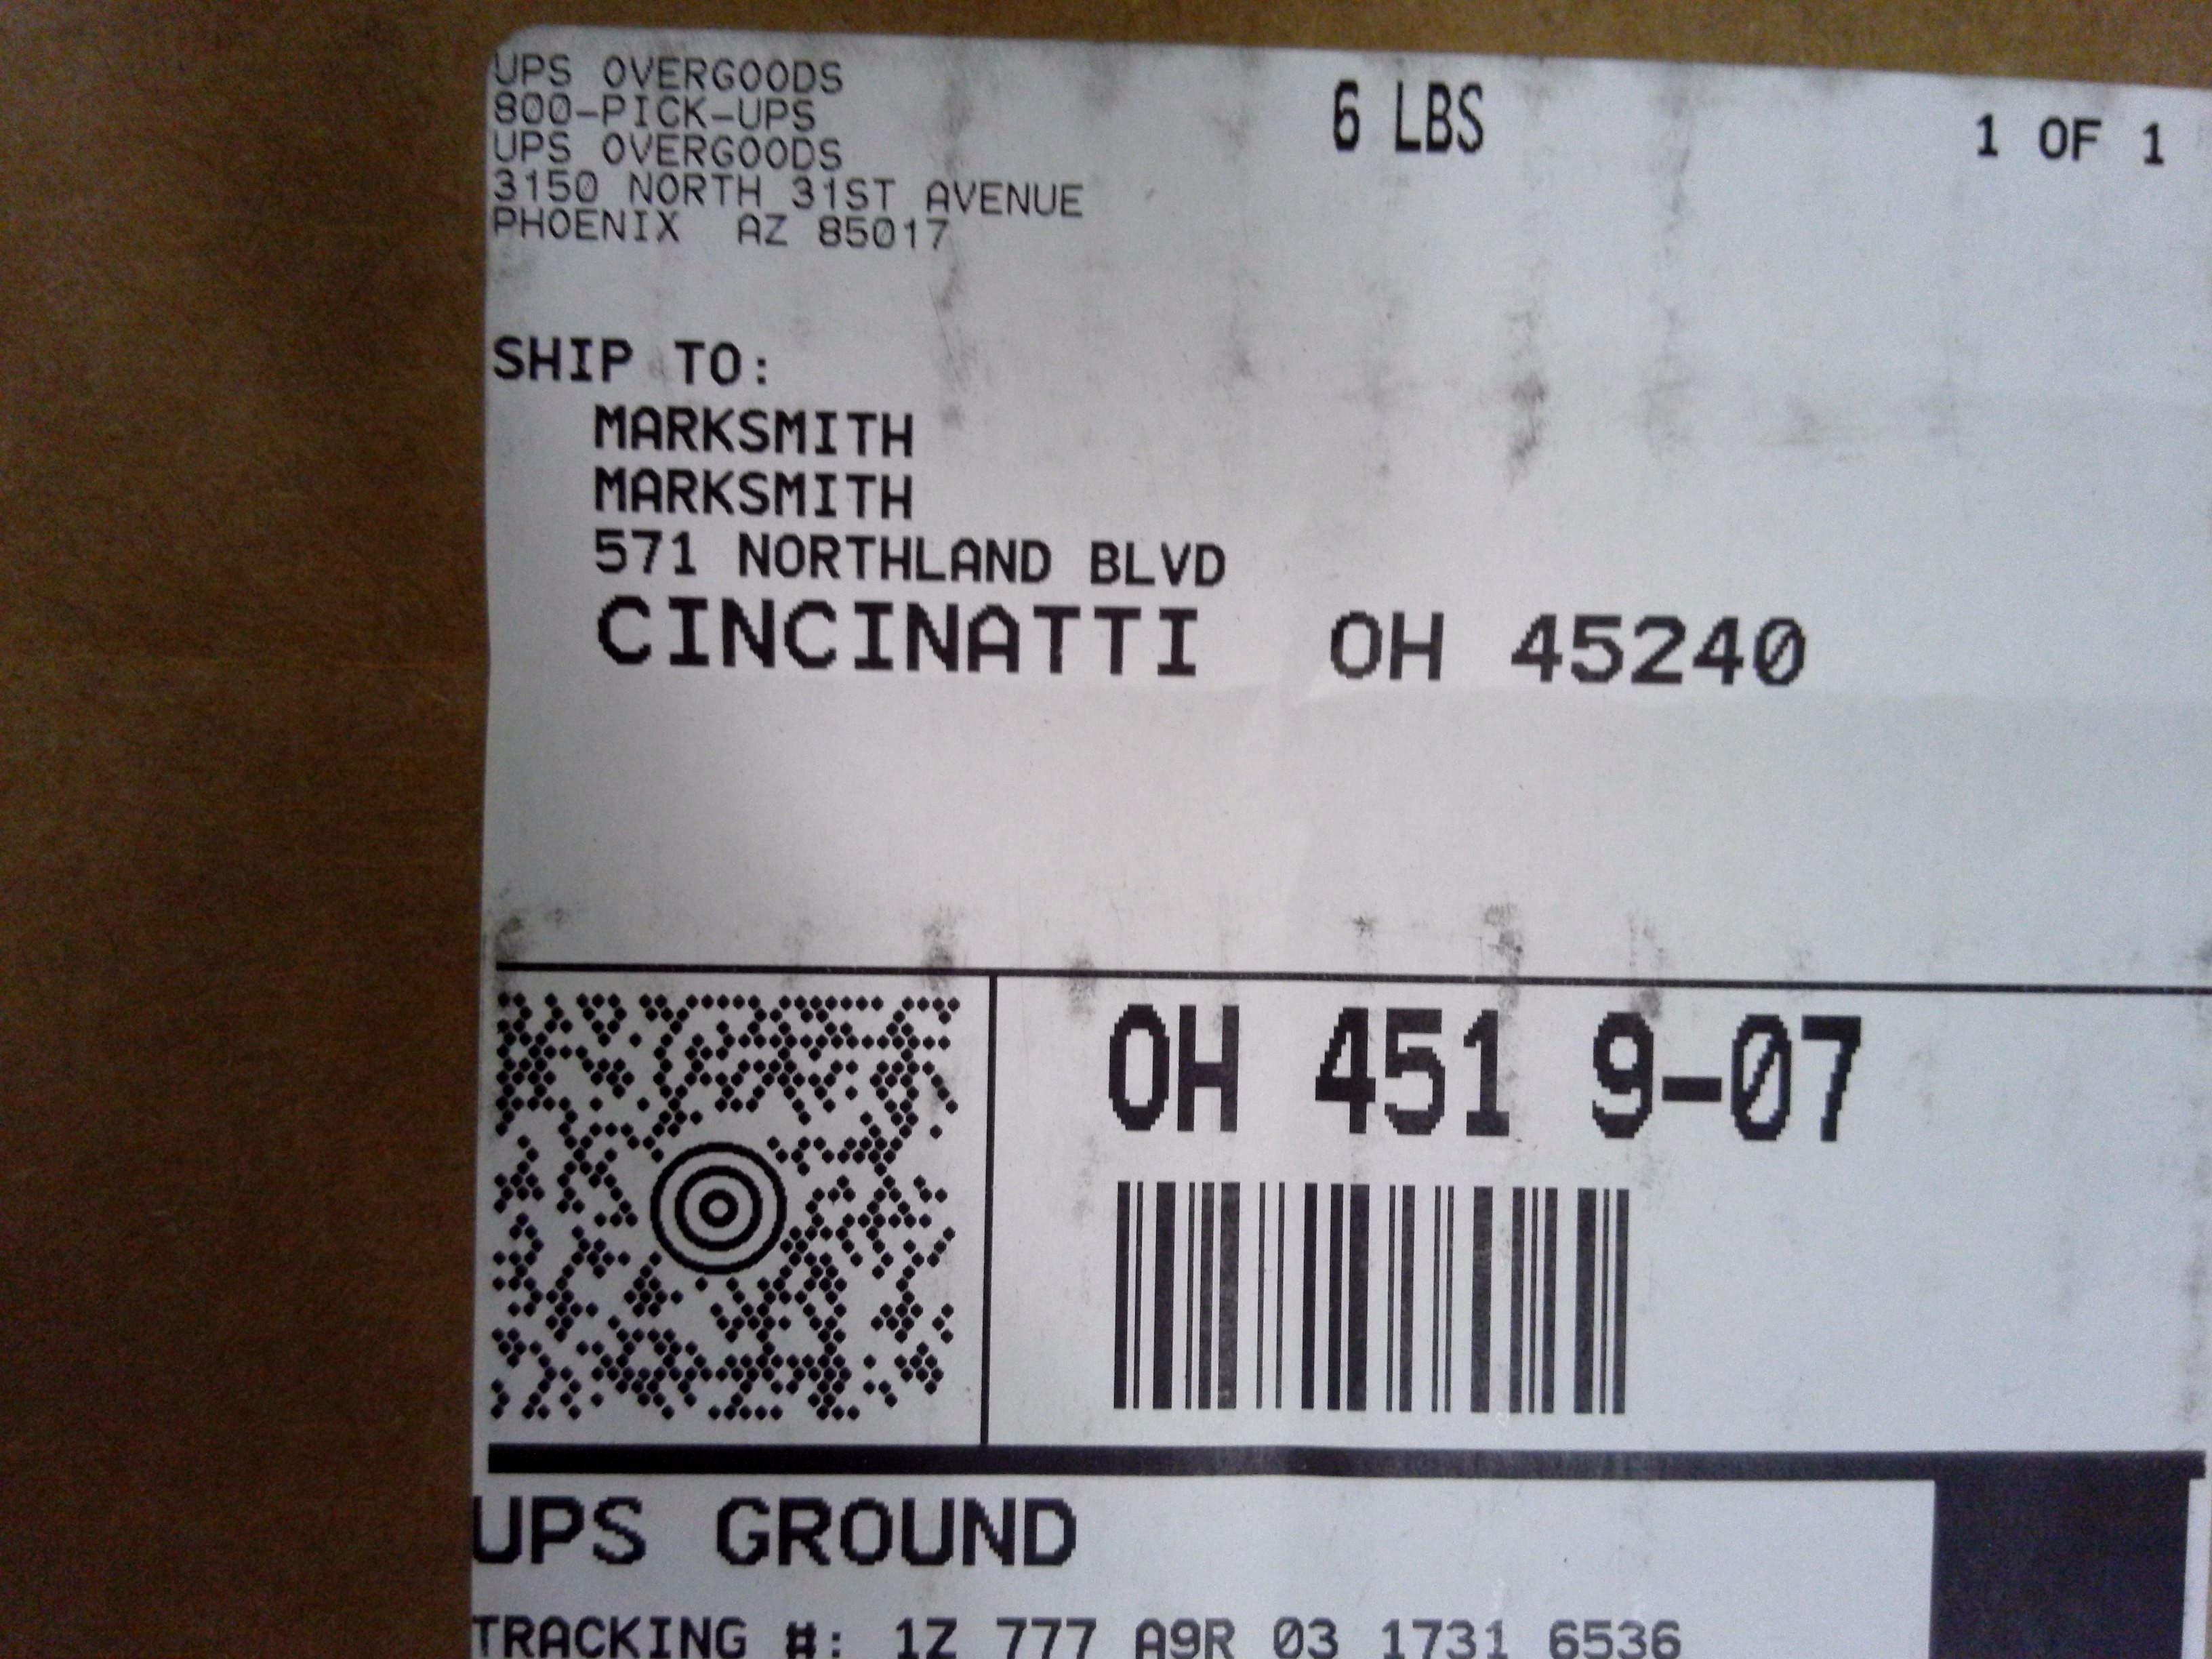 UPS OVERGOODS
800-PICK-UPS
UPS OVERGOODS
3150 NORTH 31ST AVENUE
PHOENIX AZ 85017
6 LBS
1 OF 1
SHIP TO:
MARKSMITH
MARKSMITH
571 NORTHLAND BLVD
CINCINATTI OH 45240
OH 451 9-07
UPS GROUND
TRACKING #: 1Z 777 A9R 03 1731 6536